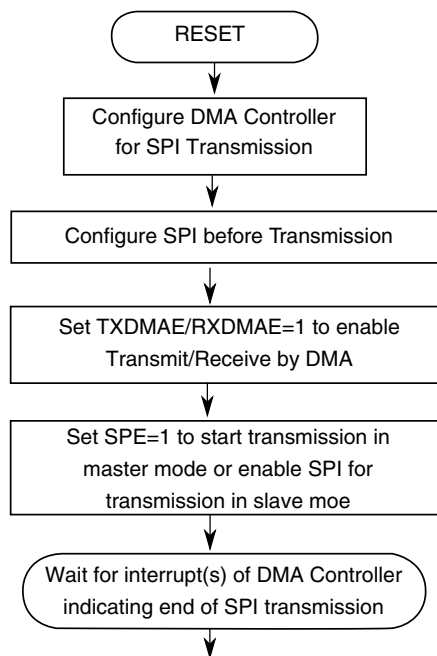 RESET
Configure DMA Controller
for SPI Transmission
Configure SPI before Transmission
Set TXDMAE/RXDMAE=1 to enable
Transmit/Receive by DMA
Set SPE=1 to start transmission in
master mode or enable SPI for
transmission in slave moe
Wait for interrupt(s) of DMA Controller
indicating end of SPI transmission